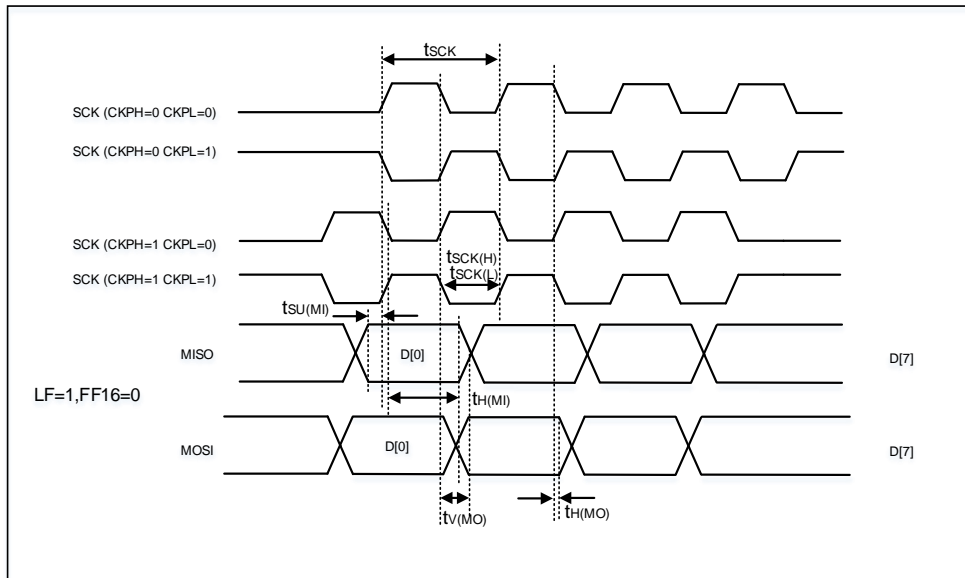 tSCK
SCK (CKPH=0 CKPL=0)
SCK (CKPH=0 CKPL=1)
SCK (CKPH=1 CKPL=0)
tSCK(H)
SCK (CKPH=1 CKPL=1)
tSCK(L)
tSU(MI)
MISO
D[0]
D[7]
LF=1,FF16=0
tH(MI)
MOSI
D[0]
D[7]
tV(MO)
tH(MO)